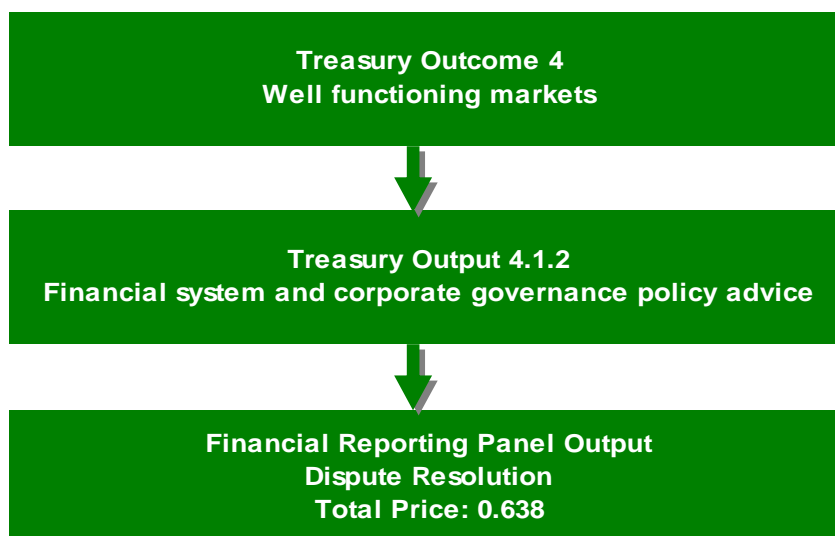 Treasury Outcome 4
Well functioning markets
Treasury Output 4.1.2
Financial system and corporate governance policy advice
Financial Reporting Panel Output
Dispute Resolution
Total Price: 0.638